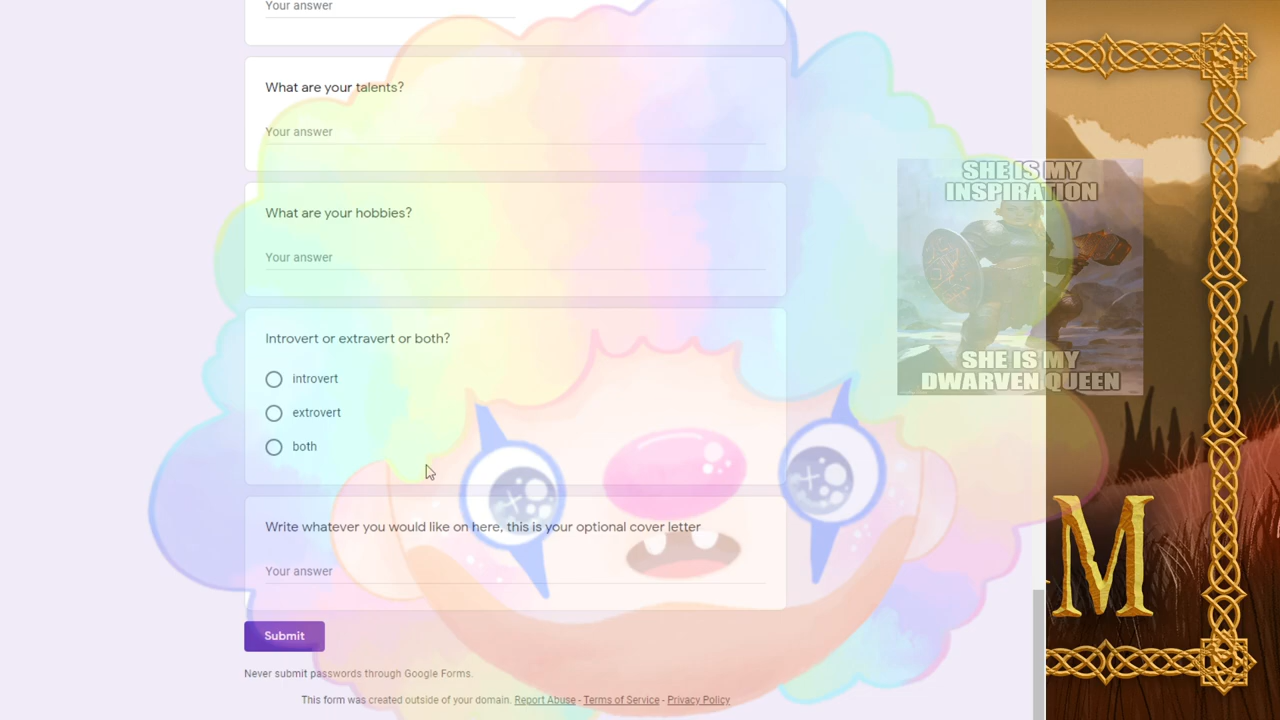 Your answer
What are your talents?
Your answer
What are your hobbies?
Your answer
Introvert or extravert or both?
introvert
extrovert
both
Write whatever you would like on here, this is your optional cover letter
Your answer
Submit
Never submit passwords through Google Forms.
This form was created outside of your domain. Report Abuse - Terms of Service - Privacy Policy
SHE IS MY
INSPIRATION
SHE IS MY
DWARVEN QUEEN
M